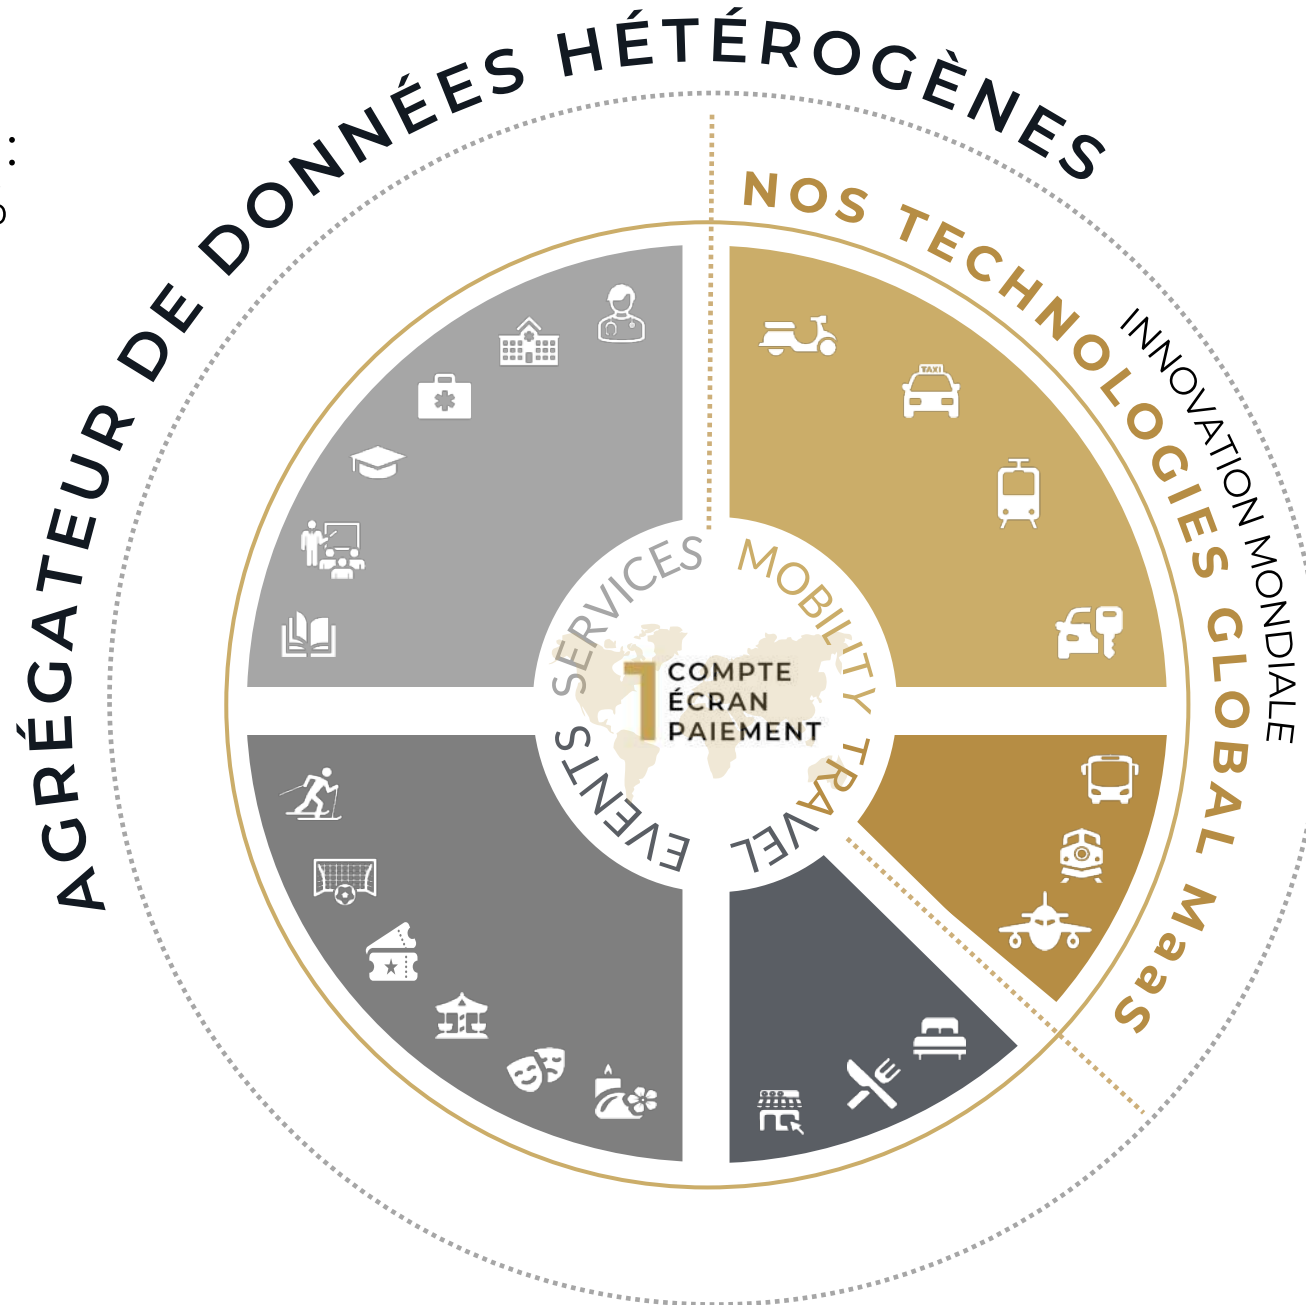 AGRÉGATEUR DE DONNÉES HÉTÉROGÈNES
:
NOS TECHNOLOGIES GLOBAL MaaS
INNOVATION MONDIALE
TAXI
SERVICES
MOBILITY
TRAVEL
EVENTS
1 COMPTE
ÉCRAN
PAIEMENT